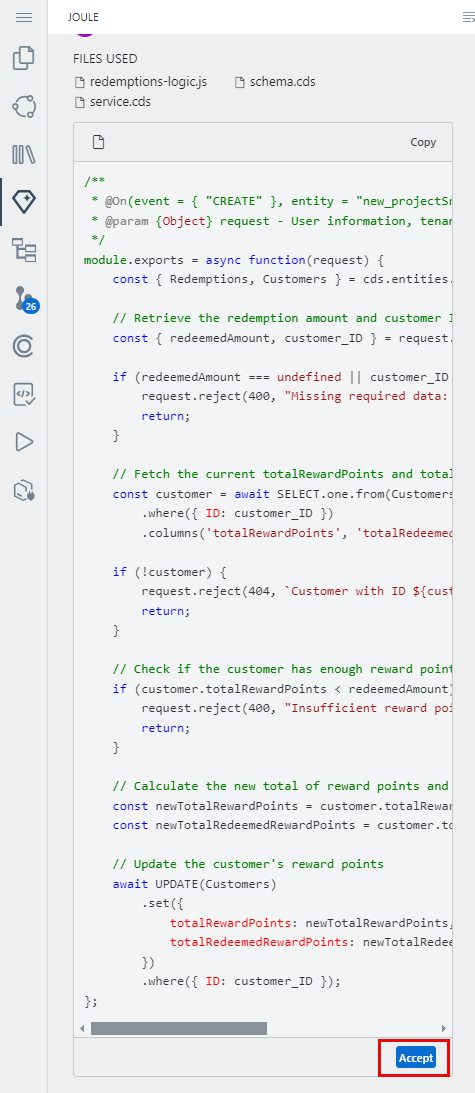 JOULE
FILES USED
redemptions-logic.js schema.cds
service.cds
Copy
/**
 * @On(event = { "CREATE" }, entity = "new_projectSr
 * @param {Object} request - User information, tenan
 */
module.exports = async function(request) {
    const { Redemptions, Customers } = cds.entities.
    // Retrieve the redemption amount and customer I
    const { redeemedAmount, customer_ID } = request.
    if (redeemedAmount === undefined || customer_ID
        request.reject(400, "Missing required data:
        return;
    }
    // Fetch the current totalRewardPoints and total
    const customer = await SELECT.one.from(Customers
        .where({ ID: customer_ID })
        .columns('totalRewardPoints', 'totalRedeemed
    if (!customer) {
        request.reject(404, `Customer with ID ${cust
        return;
    }
    // Check if the customer has enough reward point
    if (customer.totalRewardPoints < redeemedAmount)
        request.reject(400, "Insufficient reward poi
        return;
    }
    // Calculate the new total of reward points and
    const newTotalRewardPoints = customer.totalRewar
    const newTotalRedeemedRewardPoints = customer.to
    // Update the customer's reward points
    await UPDATE(Customers)
        .set({
            totalRewardPoints: newTotalRewardPoints,
            totalRedeemedRewardPoints: newTotalRedee
        })
        .where({ ID: customer_ID });
};
Accept
26